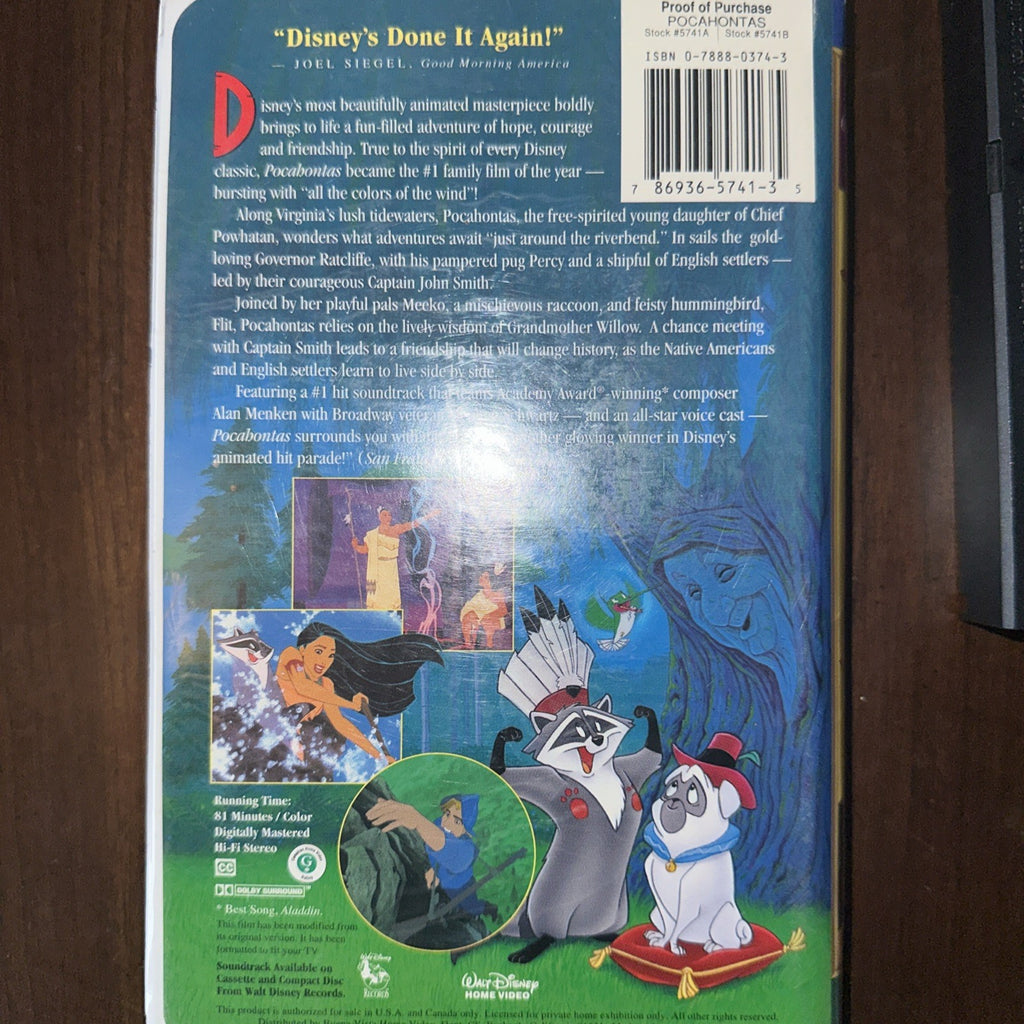 Proof of Purchase
POCAHONTAS
Stock #5741A | Stock #5741B
ISBN 0-7888-0374-3
7 86936-5741-3 5
"Disney's Done It Again!"
— JOEL SIEGEL, Good Morning America
Disney's most beautifully animated masterpiece boldly
brings to life a fun-filled adventure of hope, courage
and friendship. True to the spirit of every Disney
classic, Pocahontas became the #1 family film of the year —
bursting with "all the colors of the wind"!
Along Virginia's lush tidewaters, Pocahontas, the free-spirited young daughter of Chief
Powhatan, wonders what adventures await "just around the riverbend." In sails the gold-
loving Governor Ratcliffe, with his pampered pug Percy and a shipful of English settlers —
led by their courageous Captain John Smith.
Joined by her playful pals Meeko, a mischievous raccoon, and feisty hummingbird,
Flit, Pocahontas relies on the lively wisdom of Grandmother Willow. A chance meeting
with Captain Smith leads to a friendship that will change history, as the Native Americans
and English settlers learn to live side by side.
Featuring a #1 hit soundtrack that teams Academy Award®-winning* composer
Alan Menken with Broadway veteran — and an all-star voice cast —
Pocahontas surrounds you with glowing winner in Disney's
animated hit parade!" (San
Running Time:
81 Minutes / Color
Digitally Mastered
Hi-Fi Stereo
CC
DOLBY SURROUND™
* Best Song, Aladdin.
This film has been modified from
its original version. It has been
formatted to fit your TV
Soundtrack Available on
Cassette and Compact Disc
From Walt Disney Records.
Walt Disney
RECORDS
WALT DISNEY
HOME VIDEO
This product is authorized for sale in U.S.A. and Canada only. Licensed for private home exhibition only. All other rights reserved.
Distributed by Buena Vista Home Video,